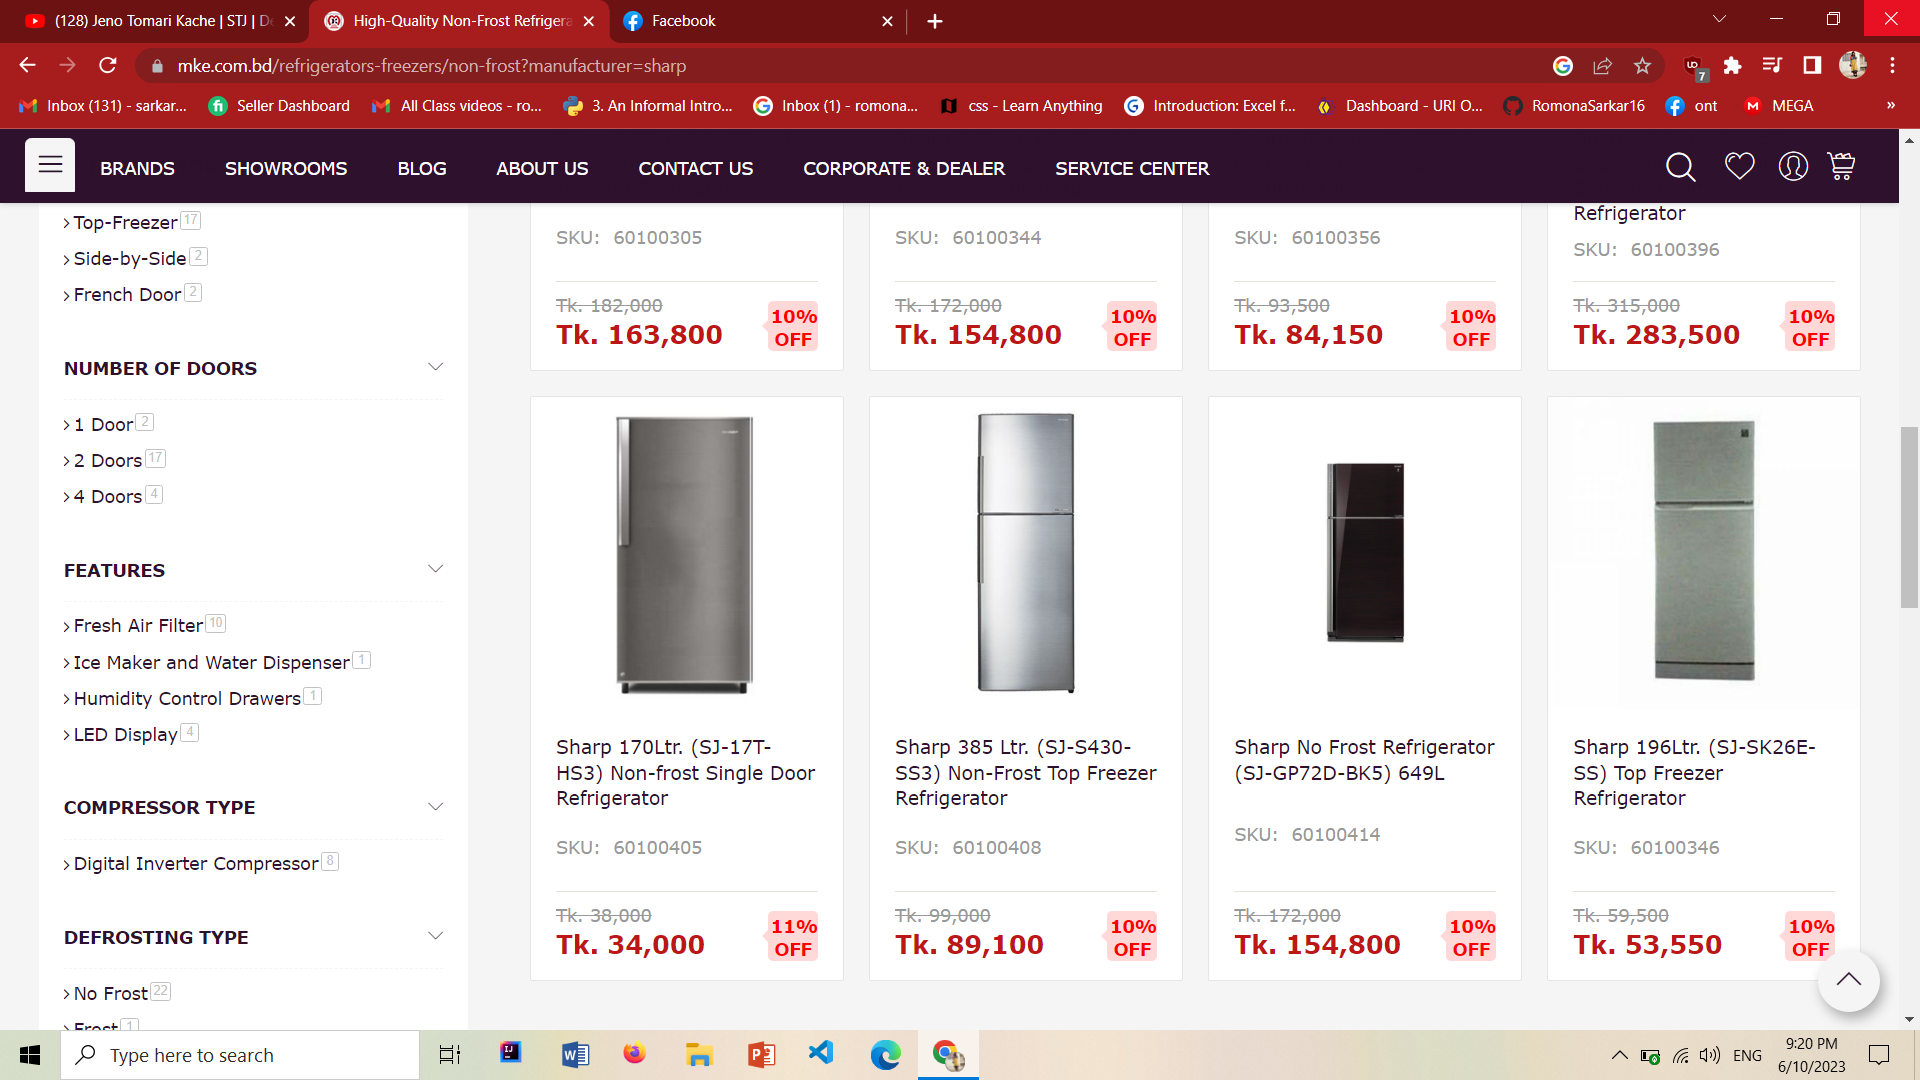 (128) Jeno Tomari Kache | STJ | De
High-Quality Non-Frost Refrigera
Facebook
mke.com.bd/refrigerators-freezers/non-frost?manufacturer=sharp
7
Inbox (131) - sarkar...
Seller Dashboard
All Class videos - ro...
3. An Informal Intro...
Inbox (1) - romona...
css - Learn Anything
Introduction: Excel f...
Dashboard - URI O...
RomonaSarkar16
ont
MEGA
»
BRANDS
SHOWROOMS
BLOG
ABOUT US
CONTACT US
CORPORATE & DEALER
SERVICE CENTER
Top-Freezer 17
Side-by-Side 2
French Door 2
NUMBER OF DOORS
1 Door 2
2 Doors 17
4 Doors 4
FEATURES
Fresh Air Filter 10
Ice Maker and Water Dispenser 1
Humidity Control Drawers 1
LED Display 4
COMPRESSOR TYPE
Digital Inverter Compressor 8
DEFROSTING TYPE
No Frost 22
Frost 1
SKU: 60100305
Tk. 182,000
Tk. 163,800
10%
OFF
SKU: 60100344
Tk. 172,000
Tk. 154,800
10%
OFF
SKU: 60100356
Tk. 93,500
Tk. 84,150
10%
OFF
Refrigerator
SKU: 60100396
Tk. 315,000
Tk. 283,500
10%
OFF
Sharp 170Ltr. (SJ-17T-
HS3) Non-frost Single Door
Refrigerator
SKU: 60100405
Tk. 38,000
Tk. 34,000
11%
OFF
Sharp 385 Ltr. (SJ-S430-
SS3) Non-Frost Top Freezer
Refrigerator
SKU: 60100408
Tk. 99,000
Tk. 89,100
10%
OFF
Sharp No Frost Refrigerator
(SJ-GP72D-BK5) 649L
SKU: 60100414
Tk. 172,000
Tk. 154,800
10%
OFF
Sharp 196Ltr. (SJ-SK26E-
SS) Top Freezer
Refrigerator
SKU: 60100346
Tk. 59,500
Tk. 53,550
10%
OFF
Type here to search
ENG
9:20 PM
6/10/2023